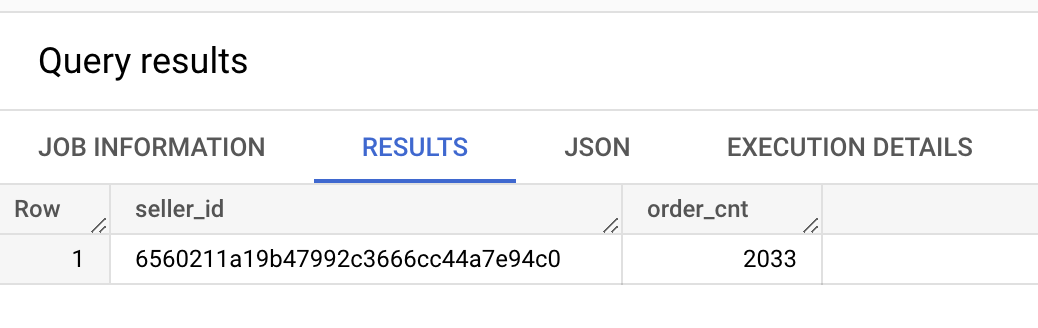 Query results
JOB INFORMATION RESULTS JSON EXECUTION DETAILS
Row seller_id order_cnt
1 6560211a19b47992c3666cc44a7e94c0 2033